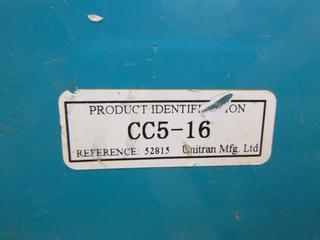 PRODUCT IDENTIFICATION
CC5-16
REFERENCE: 52815 Unitran Mfg. Ltd